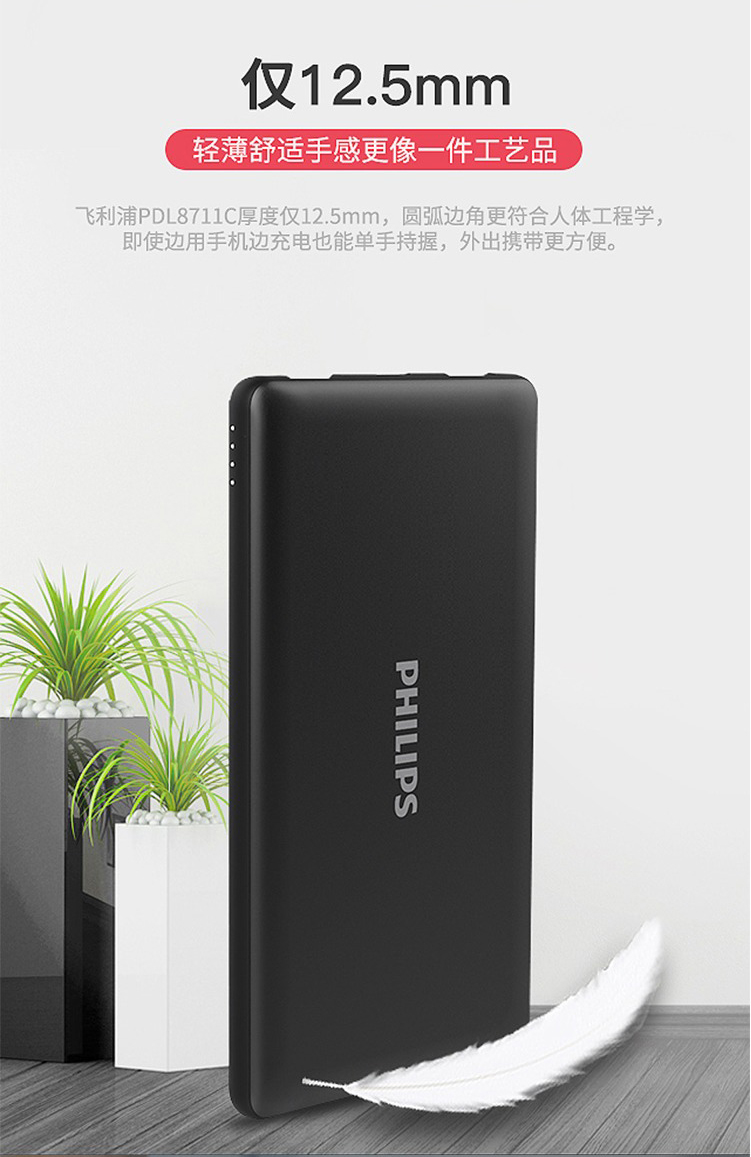 仅12.5mm
轻薄舒适手感更像一件工艺品
飞利浦PDL8711C厚度仅12.5mm，圆弧边角更符合人体工程学，
即使边用手机边充电也能单手持握，外出携带更方便。
PHILIPS